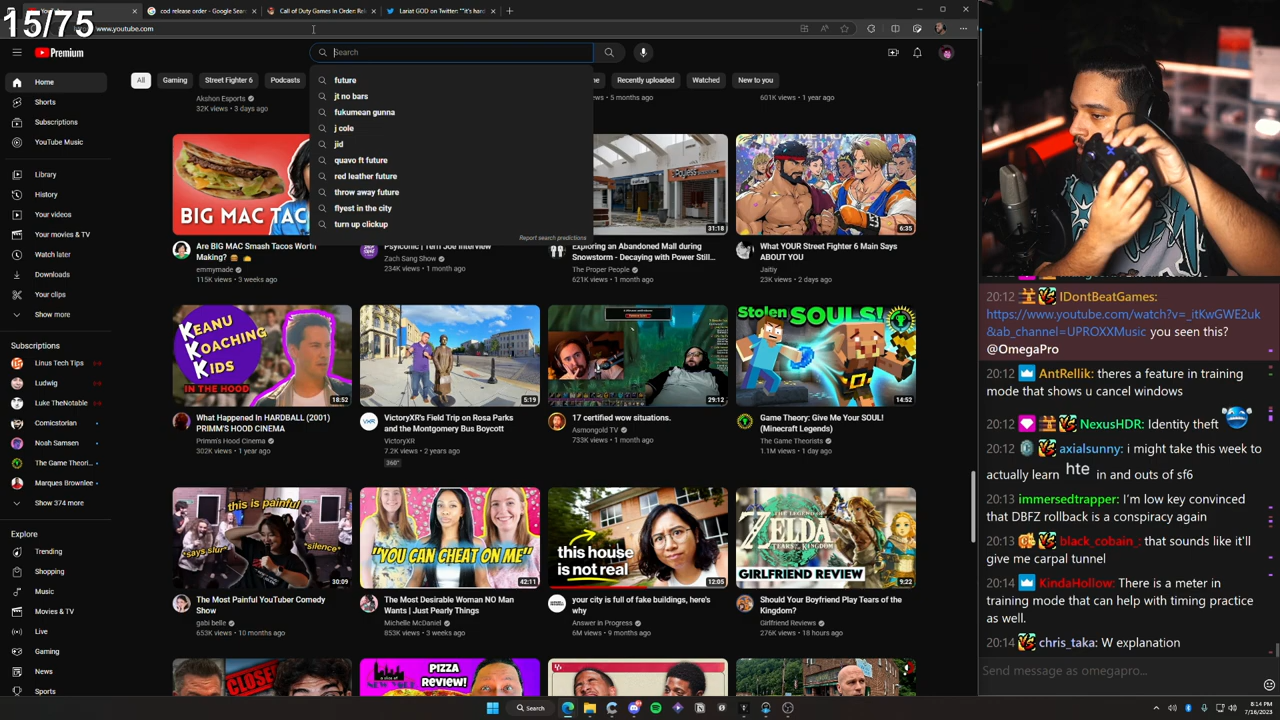 15/75
cod release order - Google Sear
Call of Duty Games In Order: Rele
Lariat GOD on Twitter: ""it's hard
www.youtube.com
Premium
Search
All
Gaming
Street Fighter 6
Podcasts
Recently uploaded
Watched
New to you
future
jt no bars
fukumean gunna
j cole
jid
quavo ft future
red leather future
throw away future
flyest in the city
turn up clickup
Report search predictions
Home
Shorts
Subscriptions
YouTube Music
Library
History
Your videos
Your movies & TV
Watch later
Downloads
Your clips
Show more
Subscriptions
Linus Tech Tips
Ludwig
Luke TheNotable
Comicstorian
Noah Samsen
The Game Theori...
Marques Brownlee
Show 374 more
Explore
Trending
Shopping
Music
Movies & TV
Live
Gaming
News
Sports
Akshon Esports
32K views • 3 days ago
views • 5 months ago
601K views • 1 year ago
BIG MAC TAC
Are BIG MAC Smash Tacos Worth
Making?
emmymade
115K views • 3 weeks ago
Zach Sang Show
234K views • 1 month ago
31:18
Exploring an Abandoned Mall during
Snowstorm - Decaying with Power Still...
The Proper People
621K views • 1 month ago
6:35
What YOUR Street Fighter 6 Main Says
ABOUT YOU
Jaitiy
23K views • 2 days ago
KEANU
KOACHING
KIDS
IN THE HOOD
18:52
What Happened In HARDBALL (2001)
PRIMM'S HOOD CINEMA
Primm's Hood Cinema
302K views • 1 year ago
5:19
VictoryXR's Field Trip on Rosa Parks
and the Montgomery Bus Boycott
VictoryXR
7.2K views • 2 years ago
360°
29:12
17 certified wow situations.
Asmongold TV
733K views • 1 month ago
Stolen SOULS!
14:52
Game Theory: Give Me Your SOUL!
(Minecraft Legends)
The Game Theorists
1.1M views • 1 day ago
this is painful
*says slur*
*silence*
30:09
The Most Painful YouTuber Comedy
Show
gabi belle
653K views • 10 months ago
"YOU CAN CHEAT ON ME"
42:11
The Most Desirable Woman NO Man
Wants | Just Pearly Things
Michelle McDaniel
853K views • 3 weeks ago
this house
is not real
12:05
your city is full of fake buildings, here's
why
Answer in Progress
6M views • 9 months ago
THE LEGEND OF
ZELDA
TEARS OF THE KINGDOM
GIRLFRIEND REVIEW
9:22
Should Your Boyfriend Play Tears of the
Kingdom?
Girlfriend Reviews
276K views • 18 hours ago
CLOSED
PIZZA
REVIEW!
20:12 IDontBeatGames:
https://www.youtube.com/watch?v=_itKwGWE2uk
&ab_channel=UPROXXMusic you seen this?
@OmegaPro
20:12 AntRellik: theres a feature in training
mode that shows u cancel windows
20:12 NexusHDR: Identity theft
20:12 axialsunny: i might take this week to
actually learn hte in and outs of sf6
20:13 immersedtrapper: I'm low key convinced
that DBFZ rollback is a conspiracy again
20:13 black_cobain_: that sounds like it'll
give me carpal tunnel
20:14 KindaHollow: There is a meter in
training mode that can help with timing practice
as well.
20:14 chris_taka: W explanation
Send message as omegapro...
Search
8:14 PM
7/16/2023